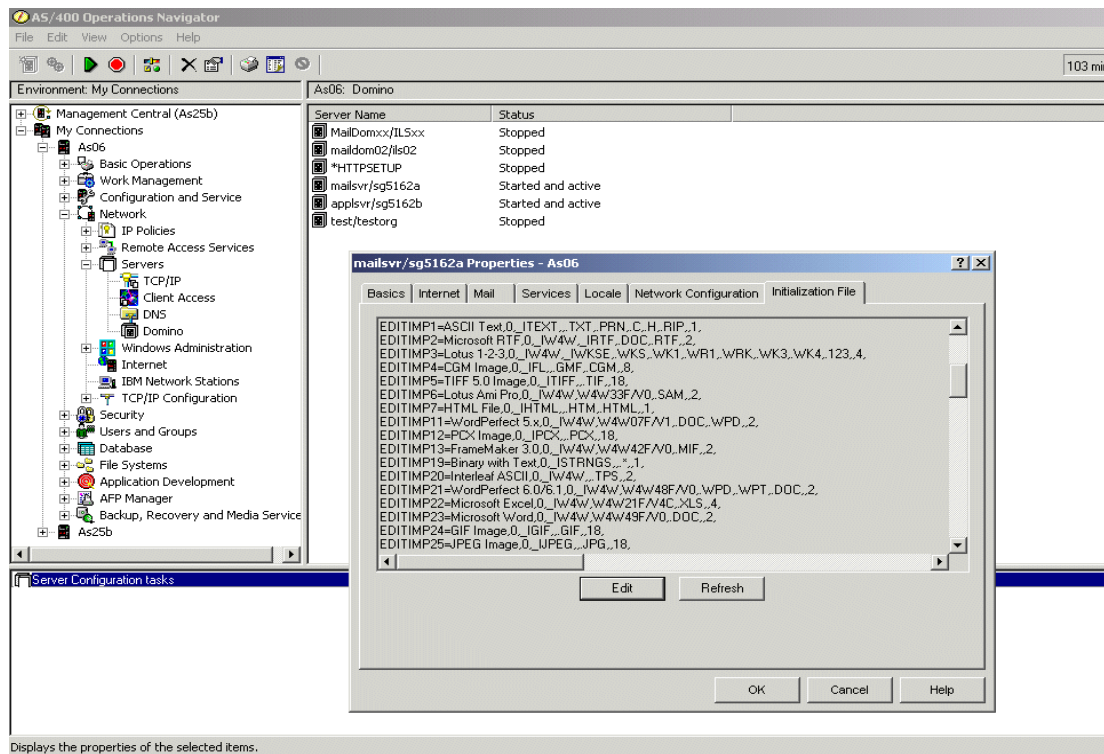 AS/400 Operations Navigator
File Edit View Options Help
103 mi
Environment: My Connections
As06: Domino
Management Central (As25b)
My Connections
As06
Basic Operations
Work Management
Configuration and Service
Network
IP Policies
Remote Access Services
Servers
TCP/IP
Client Access
DNS
Domino
Windows Administration
Internet
IBM Network Stations
TCP/IP Configuration
Security
Users and Groups
Database
File Systems
Application Development
AFP Manager
Backup, Recovery and Media Service
As25b
Server Name Status
MailDomxx/ILSxx Stopped
maildom02/ils02 Stopped
*HTTPSETUP Stopped
mailsvr/sg5162a Started and active
applsvr/sg5162b Started and active
test/testorg Stopped
mailsvr/sg5162a Properties - As06
Basics Internet Mail Services Locale Network Configuration Initialization File
EDITIMP1=ASCII Text,0,_ITEXT,,.TXT,.PRN,.C,.H,.RIP,,1,
EDITIMP2=Microsoft RTF,0,_IW4W,_IRTF,.DOC,.RTF,,2,
EDITIMP3=Lotus 1-2-3,0,_IW4W,_IWKSE,.WKS,.WK1,.WR1,.WRK,.WK3,.WK4,.123,,4,
EDITIMP4=CGM Image,0,_IFL,,.GMF,.CGM,,8,
EDITIMP5=TIFF 5.0 Image,0,_ITIFF,,.TIF,,18,
EDITIMP6=Lotus Ami Pro,0,_IW4W,W4W33F/V0,.SAM,,2,
EDITIMP7=HTML File,0,_IHTML,,.HTM,.HTML,,1,
EDITIMP11=WordPerfect 5.x,0,_IW4W,W4W07F/V1,.DOC,.WPD,,2,
EDITIMP12=PCX Image,0,_IPCX,,.PCX,,18,
EDITIMP13=FrameMaker 3.0,0,_IW4W,W4W42F/V0,.MIF,,2,
EDITIMP19=Binary with Text,0,_ISTRNGS,,.*,,1,
EDITIMP20=Interleaf ASCII,0,_IW4W,,.TPS,,2,
EDITIMP21=WordPerfect 6.0/6.1,0,_IW4W,W4W48F/V0,.WPD,.WPT,.DOC,,2,
EDITIMP22=Microsoft Excel,0,_IW4W,W4W21F/V4C,.XLS,,4,
EDITIMP23=Microsoft Word,0,_IW4W,W4W49F/V0,.DOC,,2,
EDITIMP24=GIF Image,0,_IGIF,,.GIF,,18,
EDITIMP25=JPEG Image,0,_IJPEG,,.JPG,,18,
Edit Refresh
OK Cancel Help
Server Configuration tasks
Displays the properties of the selected items.